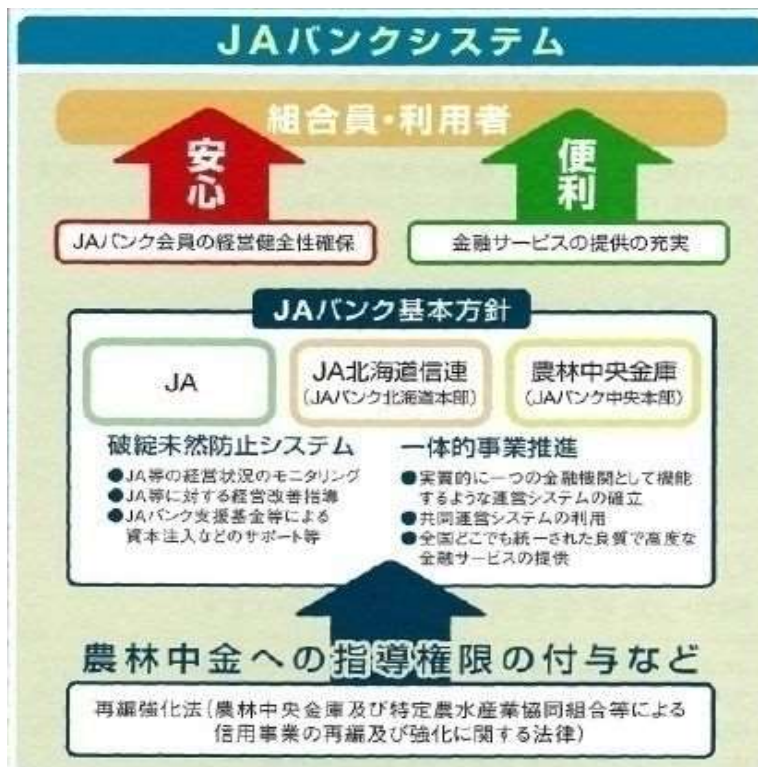 JAバンクシステム
組合員・利用者
安心
便利
JAバンク会員の経営健全性確保
金融サービスの提供の充実
JAバンク基本方針
JA
JA北海道信連
(JAバンク北海道本部)
農林中央金庫
(JAバンク中央本部)
破綻未然防止システム
●JA等の経営状況のモニタリング
●JA等に対する経営改善指導
●JAバンク支援基金等による
資本注入などのサポート等
一体的事業推進
●実質的に一つの金融機関として機能
するような運営システムの確立
●共同運営システムの利用
●全国どこでも統一された良質で高度な
金融サービスの提供
農林中金への指導権限の付与など
再編強化法(農林中央金庫及び特定農水産業協同組合等による
信用事業の再編及び強化に関する法律)